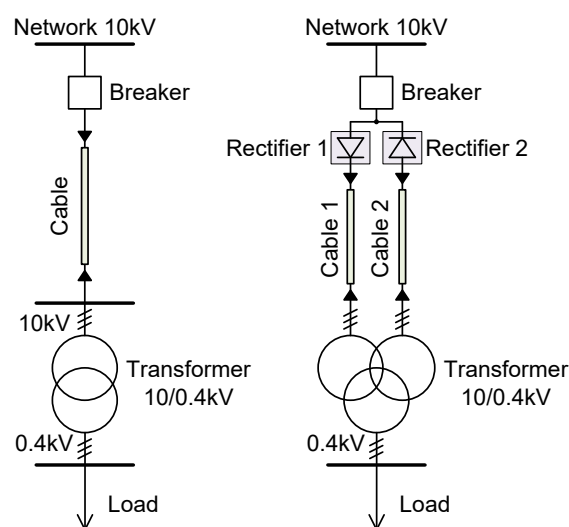 Network 10kV
Breaker
Cable
10kV
Transformer
10/0.4kV
0.4kV
Load
Network 10kV
Breaker
Rectifier 1
Rectifier 2
Cable 1
Cable 2
Transformer
10/0.4kV
0.4kV
Load